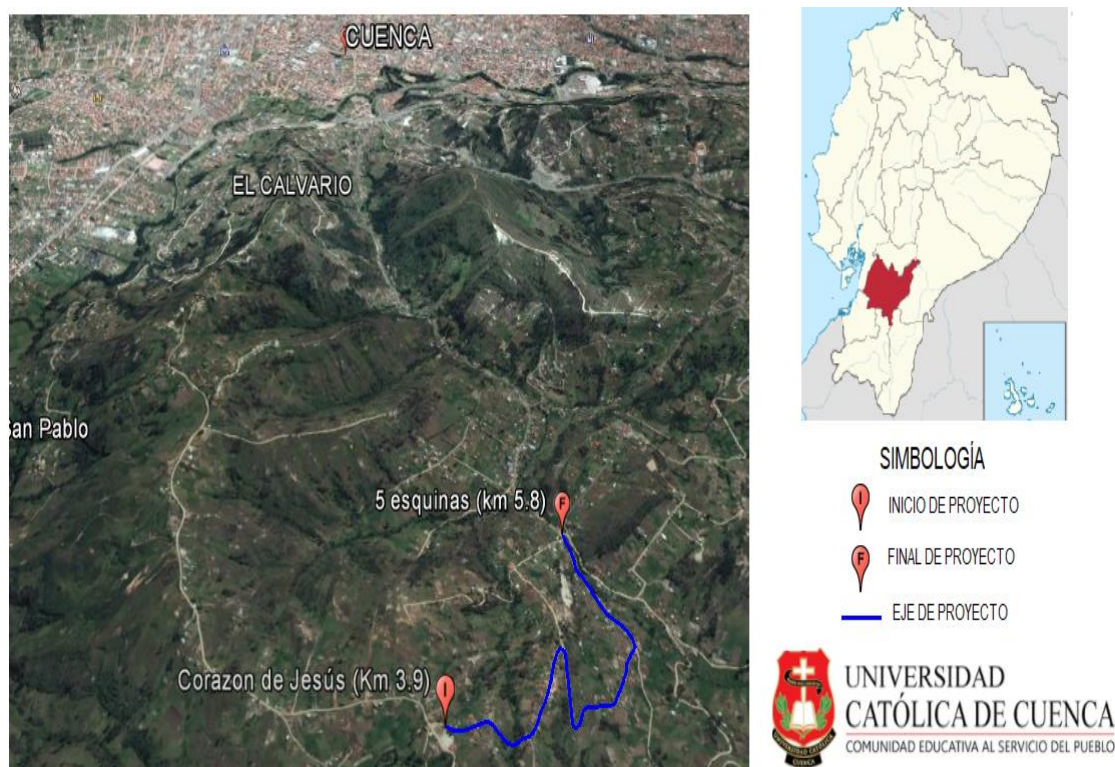 CUENCA
EL CALVARIO
San Pablo
5 esquinas (km 5.8)
F
Corazon de Jesús (Km 3.9)
I
SIMBOLOGÍA
I INICIO DE PROYECTO
F FINAL DE PROYECTO
EJE DE PROYECTO
UNIVERSIDAD
CATÓLICA DE CUENCA
COMUNIDAD EDUCATIVA AL SERVICIO DEL PUEBLO